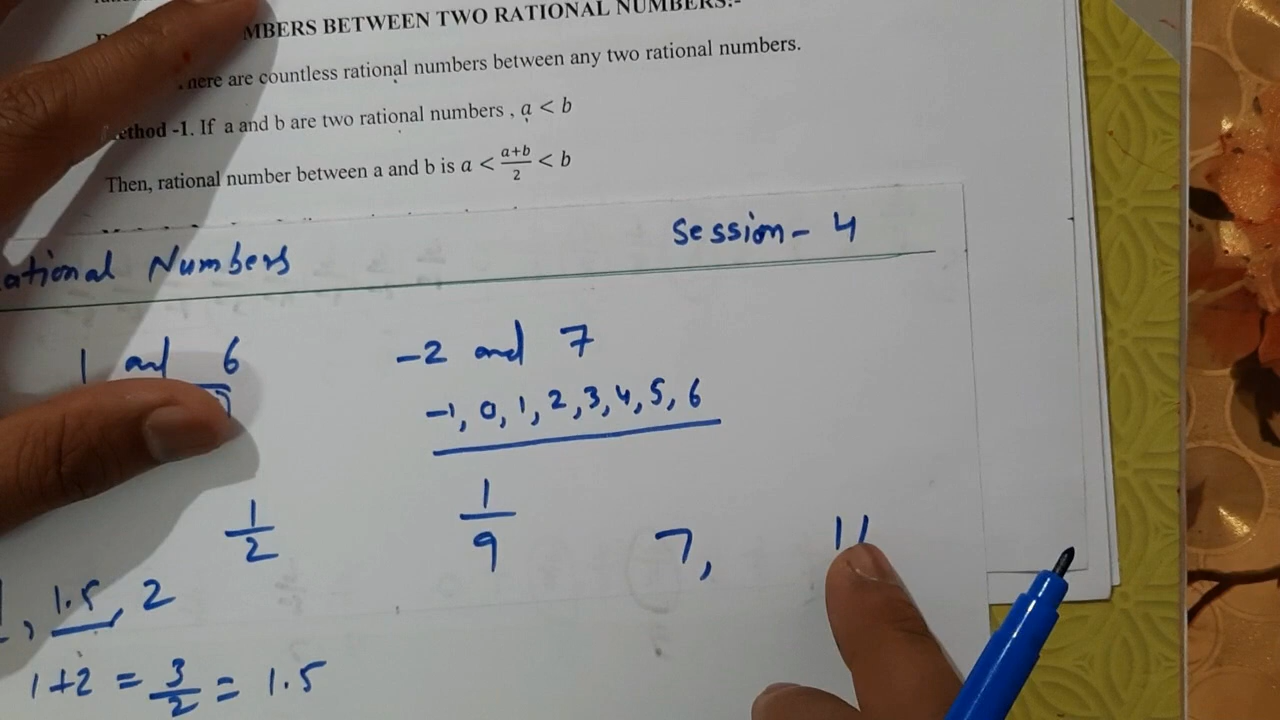 MBERS BETWEEN TWO RATIONAL NUMBERS:-
here are countless rational numbers between any two rational numbers.
ethod -1. If a and b are two rational numbers , a < b
Then, rational number between a and b is a < a+b/2 < b
ational Numbers
Session - 4
1 and 6
-2 and 7
-1, 0, 1, 2, 3, 4, 5, 6
1/2
1/9
7, 11
, 1.5, 2
1+2 = 3/2 = 1.5